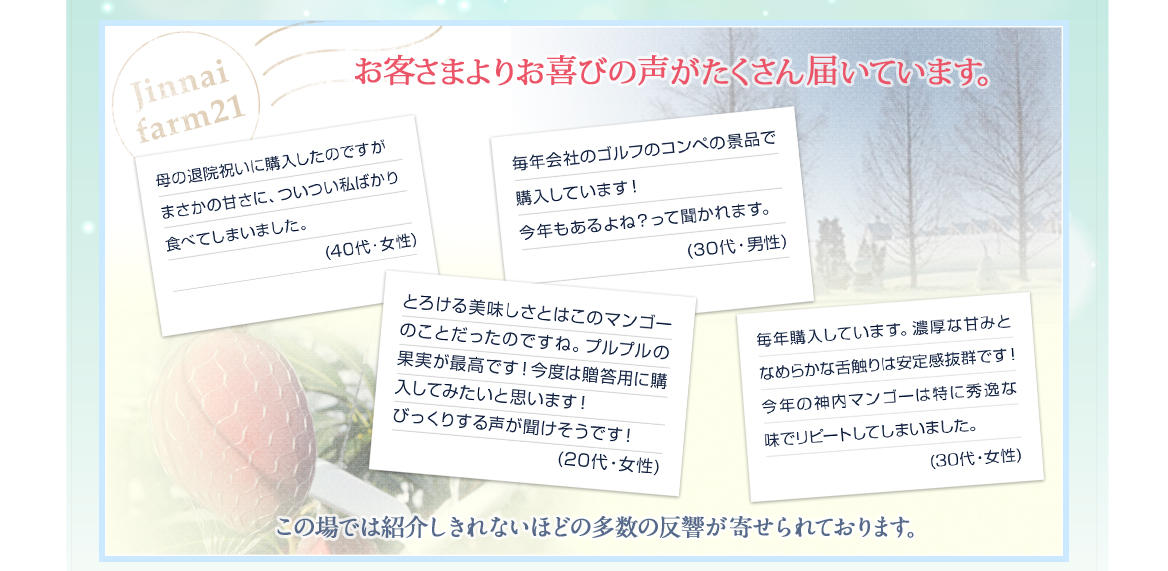 Jinnai
farm21
お客さまよりお喜びの声がたくさん届いています。
母の退院祝いに購入したのですが
まさかの甘さに、ついつい私ばかり
食べてしまいました。
(40代・女性)
毎年会社のゴルフのコンペの景品で
購入しています!
今年もあるよね?って聞かれます。
(30代・男性)
とろける美味しさとはこのマンゴー
のことだったのですね。プルプルの
果実が最高です!今度は贈答用に購
入してみたいと思います!
びっくりする声が聞けそうです!
(20代・女性)
毎年購入しています。濃厚な甘みと
なめらかな舌触りは安定感抜群です!
今年の神内マンゴーは特に秀逸な
味でリピートしてしまいました。
(30代・女性)
この場では紹介しきれないほどの多数の反響が寄せられております。